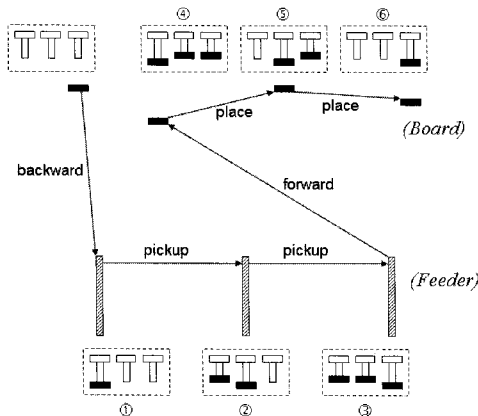 ④ ⑤ ⑥
place
place
(Board)
backward
forward
pickup
pickup
(Feeder)
① ② ③